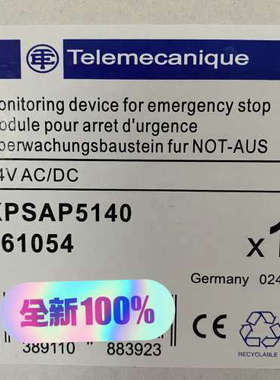 Telemecanique
onitoring device for emergency stop
odule pour arret d'urgence
berwachungsbaustein fur NOT-AUS
4V AC/DC
XPSAP5140
61054
x 1
Germany 024
全新100%
CE
389110 883923